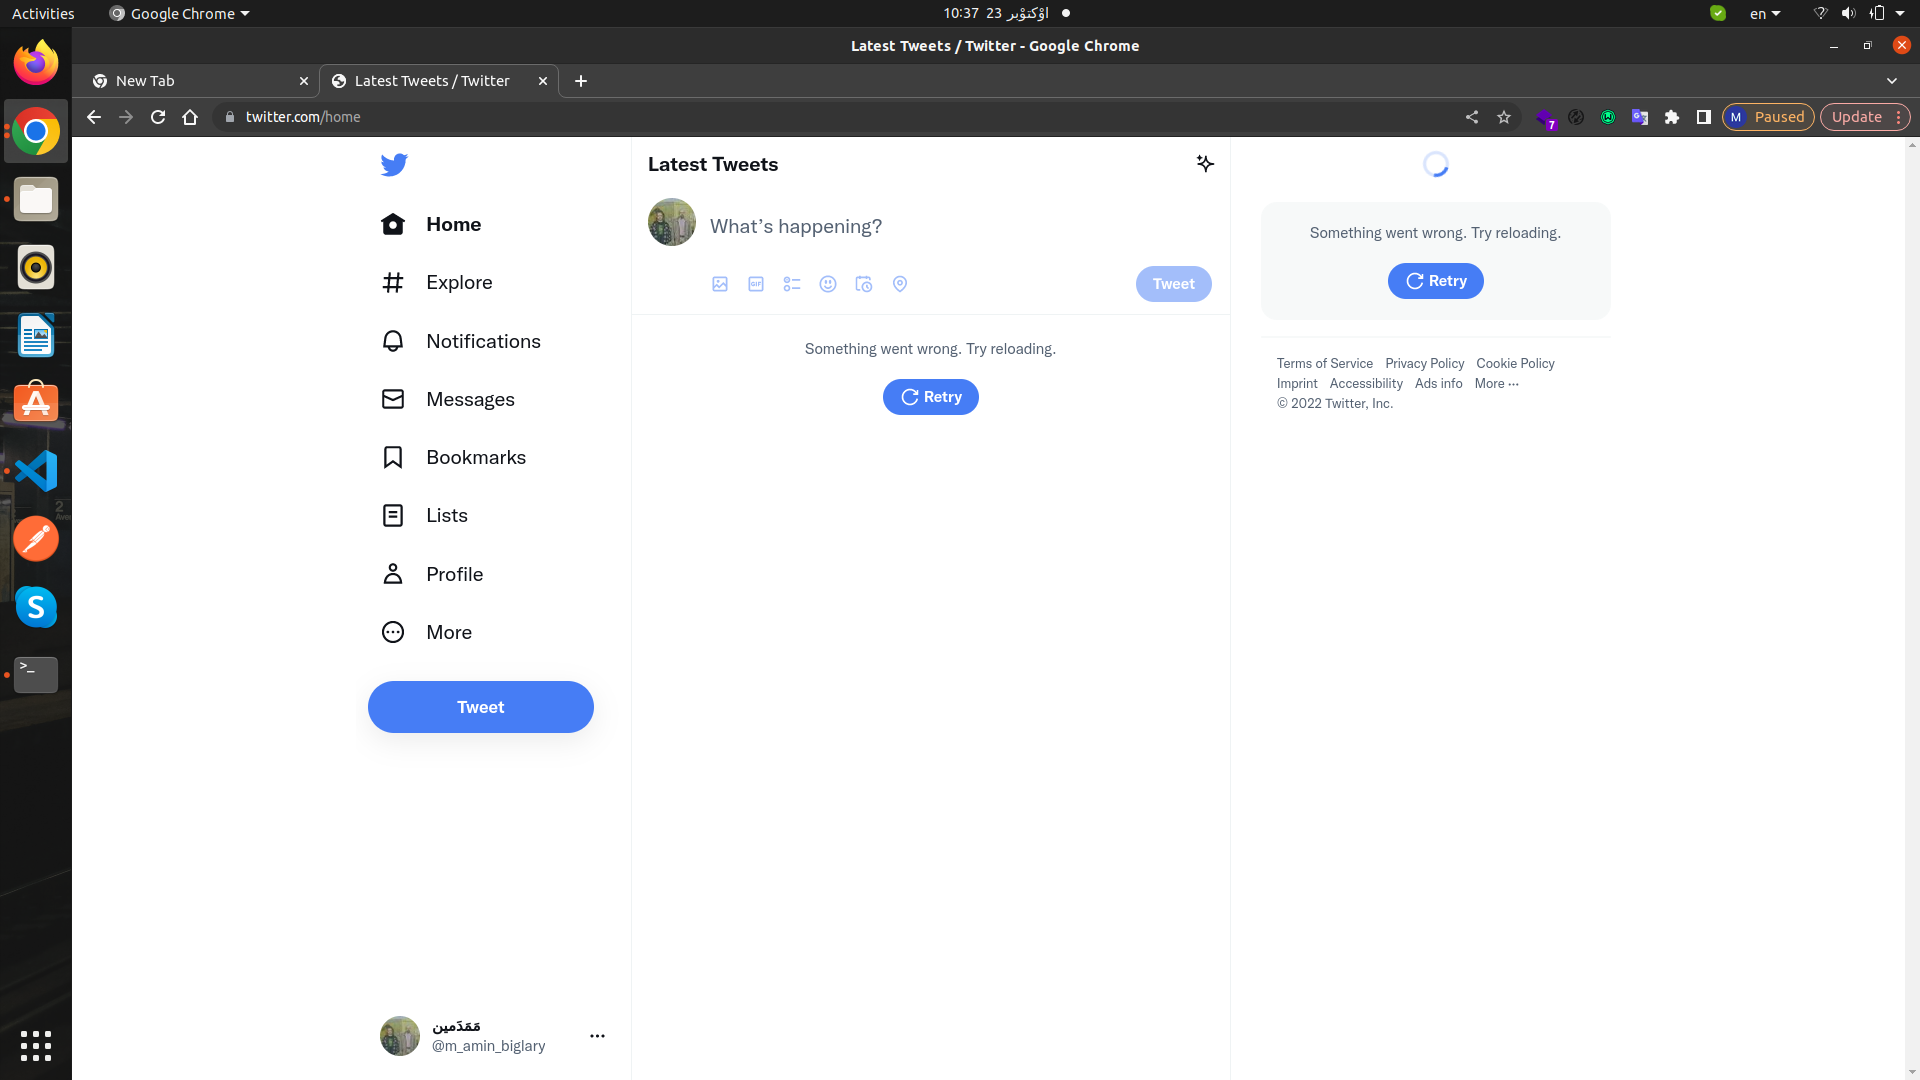 Activities
Google Chrome
10:37 23 اؤکتوْبر
en
Latest Tweets / Twitter - Google Chrome
New Tab
Latest Tweets / Twitter
twitter.com/home
7
M Paused
Update
Home
Explore
Notifications
Messages
Bookmarks
Lists
Profile
More
Tweet
مَمَدَمین
@m_amin_biglary
Latest Tweets
What's happening?
GIF
Tweet
Something went wrong. Try reloading.
Retry
Something went wrong. Try reloading.
Retry
Terms of Service Privacy Policy Cookie Policy
Imprint Accessibility Ads info More ···
© 2022 Twitter, Inc.